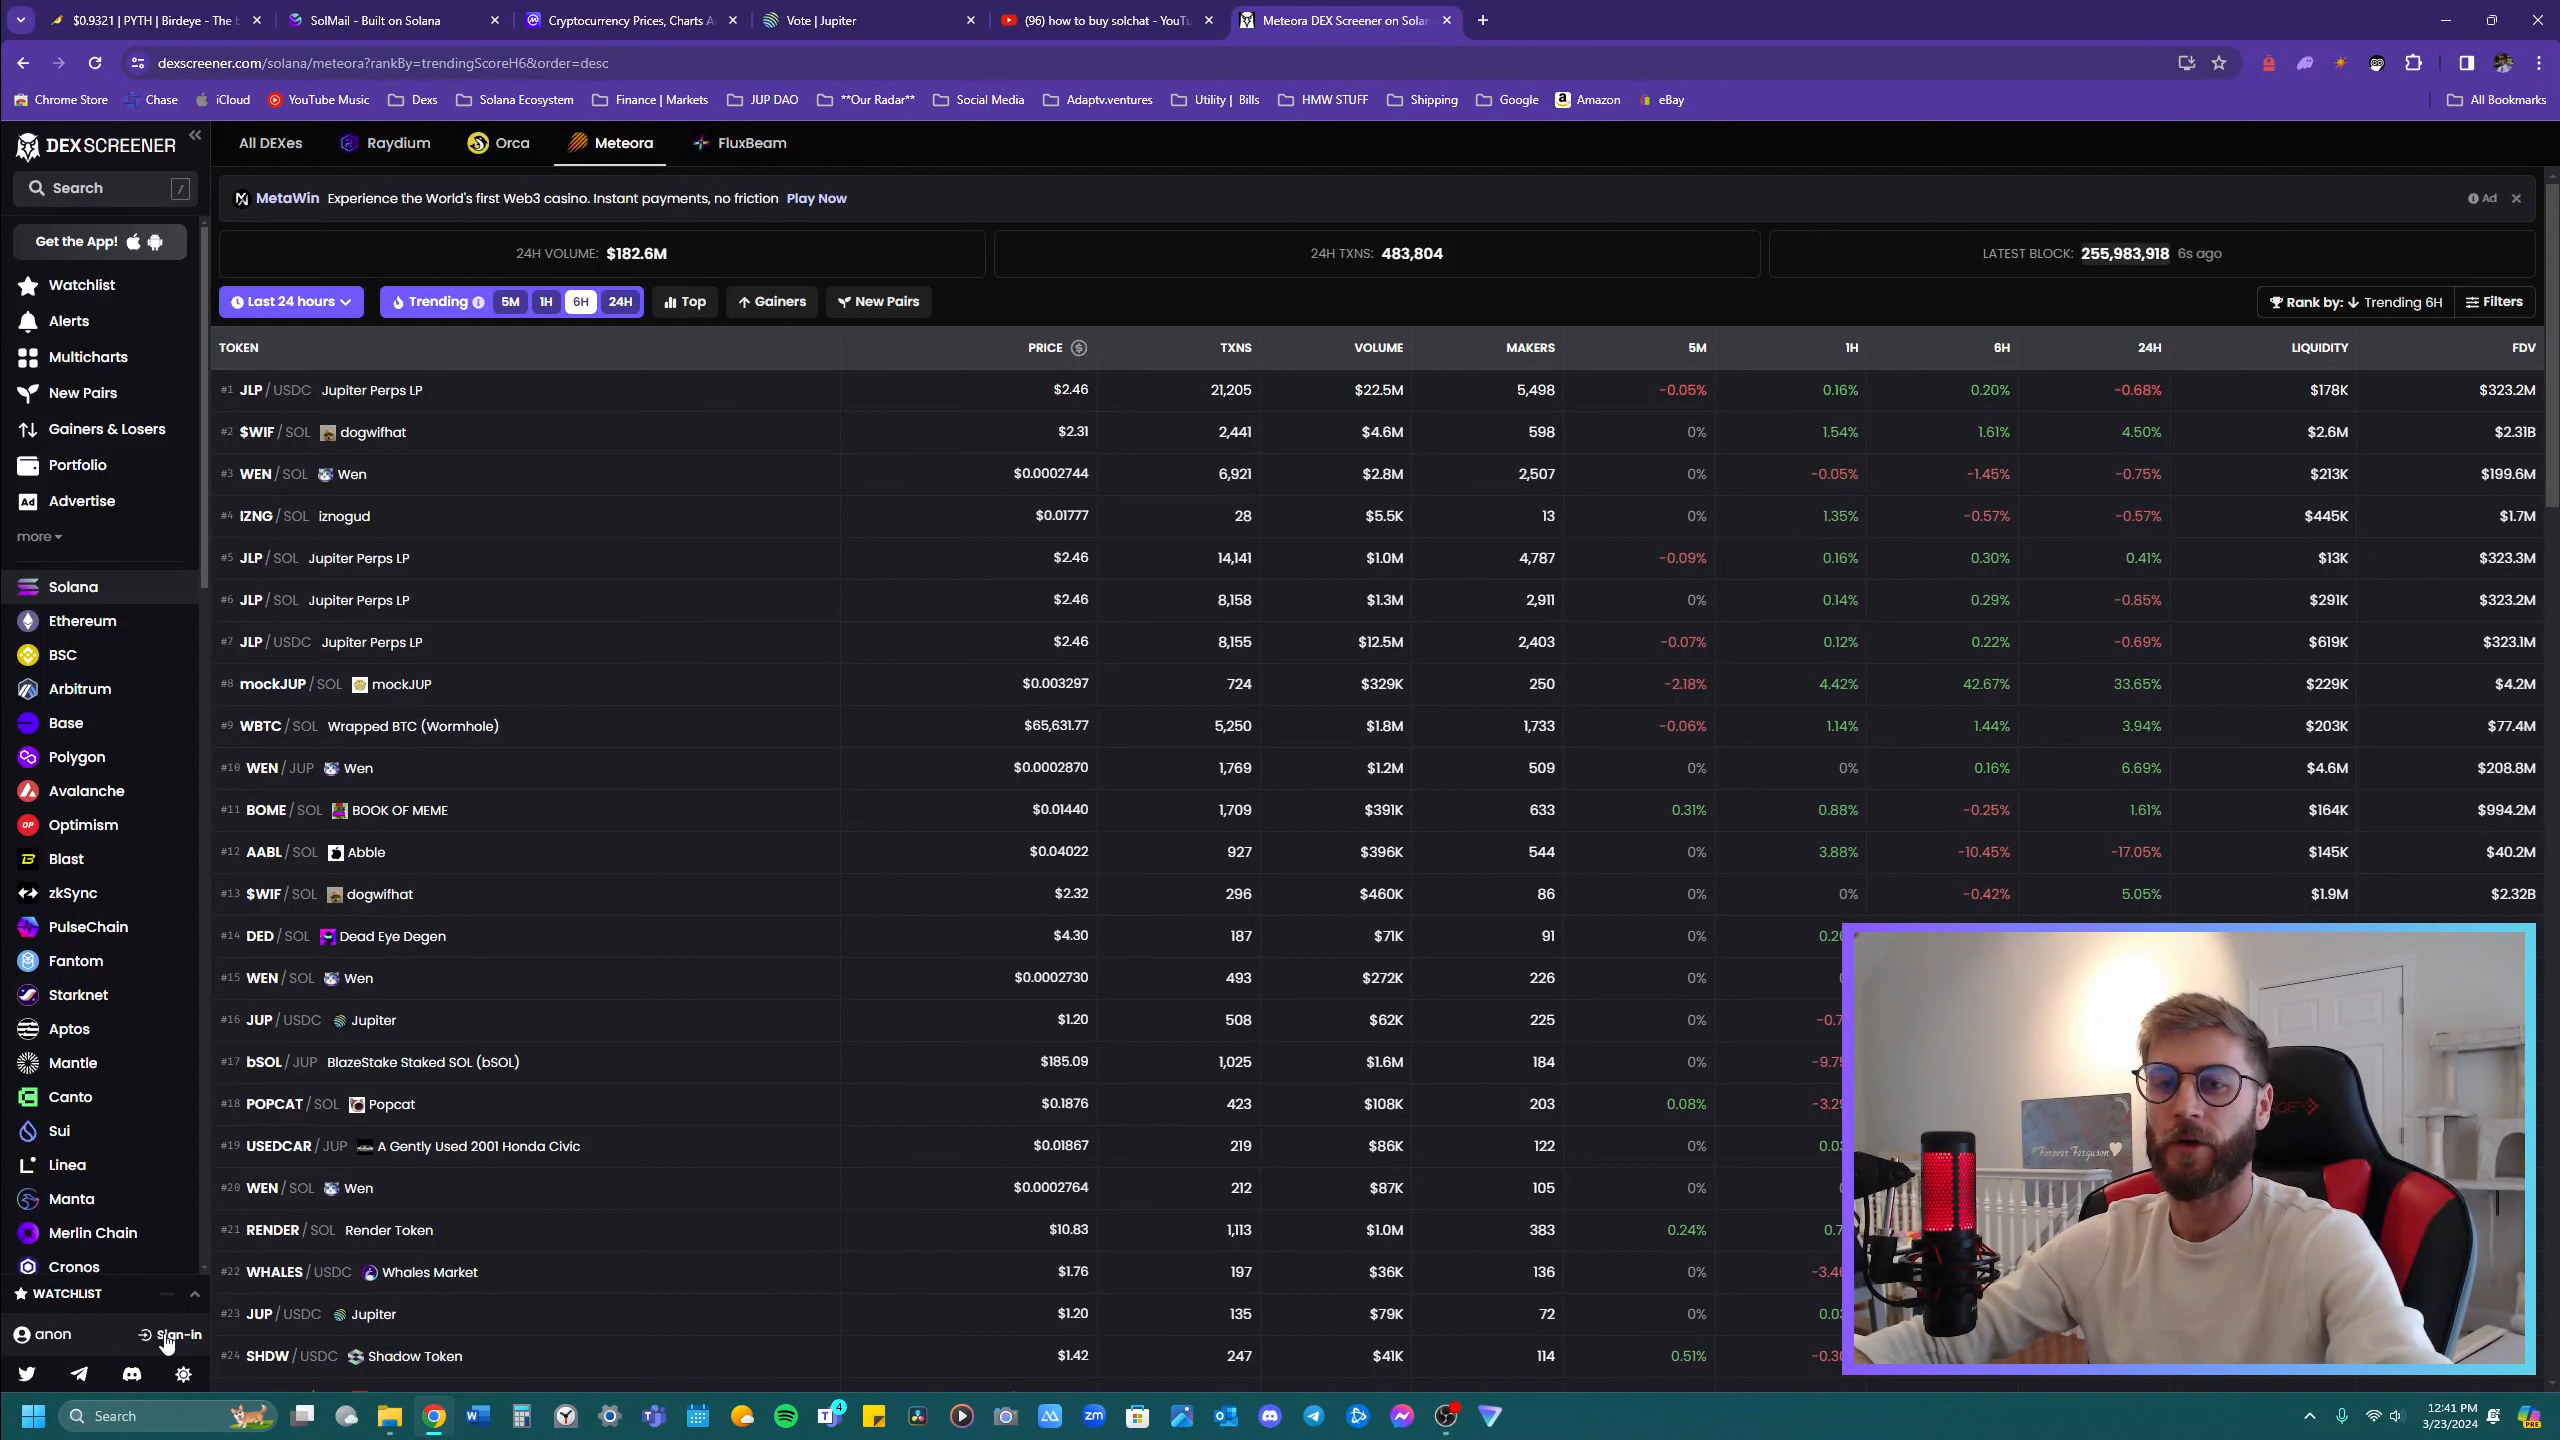 $0.9321 | PYTH | Birdeye - The b
SolMail - Built on Solana
Cryptocurrency Prices, Charts A
Vote | Jupiter
(96) how to buy solchat - YouTu
Meteora DEX Screener on Solan
dexscreener.com/solana/meteora?rankBy=trendingScoreH6&order=desc
Chrome Store Chase iCloud YouTube Music Dexs Solana Ecosystem Finance | Markets JUP DAO **Our Radar** Social Media Adaptv.ventures Utility | Bills HMW STUFF Shipping Google Amazon eBay All Bookmarks
DEX SCREENER
Search /
Get the App!
Watchlist
Alerts
Multicharts
New Pairs
Gainers & Losers
Portfolio
Ad Advertise
more
Solana
Ethereum
BSC
Arbitrum
Base
Polygon
Avalanche
OP Optimism
Blast
zkSync
PulseChain
Fantom
Starknet
Aptos
Mantle
Canto
Sui
Linea
Manta
Merlin Chain
Cronos
WATCHLIST
anon Sign-in
All DEXes Raydium Orca Meteora FluxBeam
MetaWin Experience the World's first Web3 casino. Instant payments, no friction Play Now Ad
24H VOLUME: $182.6M 24H TXNS: 483,804 LATEST BLOCK: 255,983,918 6s ago
Last 24 hours Trending 5M 1H 6H 24H Top Gainers New Pairs Rank by: Trending 6H Filters
TOKEN PRICE TXNS VOLUME MAKERS 5M 1H 6H 24H LIQUIDITY FDV
#1 JLP / USDC Jupiter Perps LP $2.46 21,205 $22.5M 5,498 -0.05% 0.16% 0.20% -0.68% $178K $323.2M
#2 $WIF / SOL dogwifhat $2.31 2,441 $4.6M 598 0% 1.54% 1.61% 4.50% $2.6M $2.31B
#3 WEN / SOL Wen $0.0002744 6,921 $2.8M 2,507 0% -0.05% -1.45% -0.75% $213K $199.6M
#4 IZNG / SOL iznogud $0.01777 28 $5.5K 13 0% 1.35% -0.57% -0.57% $445K $1.7M
#5 JLP / SOL Jupiter Perps LP $2.46 14,141 $1.0M 4,787 -0.09% 0.16% 0.30% 0.41% $13K $323.3M
#6 JLP / SOL Jupiter Perps LP $2.46 8,158 $1.3M 2,911 0% 0.14% 0.29% -0.85% $291K $323.2M
#7 JLP / USDC Jupiter Perps LP $2.46 8,155 $12.5M 2,403 -0.07% 0.12% 0.22% -0.69% $619K $323.1M
#8 mockJUP / SOL mockJUP $0.003297 724 $329K 250 -2.18% 4.42% 42.67% 33.65% $229K $4.2M
#9 WBTC / SOL Wrapped BTC (Wormhole) $65,631.77 5,250 $1.8M 1,733 -0.06% 1.14% 1.44% 3.94% $203K $77.4M
#10 WEN / JUP Wen $0.0002870 1,769 $1.2M 509 0% 0% 0.16% 6.69% $4.6M $208.8M
#11 BOME / SOL BOOK OF MEME $0.01440 1,709 $391K 633 0.31% 0.88% -0.25% 1.61% $164K $994.2M
#12 AABL / SOL Abble $0.04022 927 $396K 544 0% 3.88% -10.45% -17.05% $145K $40.2M
#13 $WIF / SOL dogwifhat $2.32 296 $460K 86 0% 0% -0.42% 5.05% $1.9M $2.32B
#14 DED / SOL Dead Eye Degen $4.30 187 $71K 91 0% 0.2
#15 WEN / SOL Wen $0.0002730 493 $272K 226 0%
#16 JUP / USDC Jupiter $1.20 508 $62K 225 0% -0.7
#17 bSOL / JUP BlazeStake Staked SOL (bSOL) $185.09 1,025 $1.6M 184 0% -9.75
#18 POPCAT / SOL Popcat $0.1876 423 $108K 203 0.08% -3.2
#19 USEDCAR / JUP A Gently Used 2001 Honda Civic $0.01867 219 $86K 122 0% 0.0
#20 WEN / SOL Wen $0.0002764 212 $87K 105 0%
#21 RENDER / SOL Render Token $10.83 1,113 $1.0M 383 0.24% 0.7
#22 WHALES / USDC Whales Market $1.76 197 $36K 136 0% -3.4
#23 JUP / USDC Jupiter $1.20 135 $79K 72 0% 0.0
#24 SHDW / USDC Shadow Token $1.42 247 $41K 114 0.51% -0.3
#Forever Ferguson
Search
4
zm
12:41 PM
3/23/2024
PRE